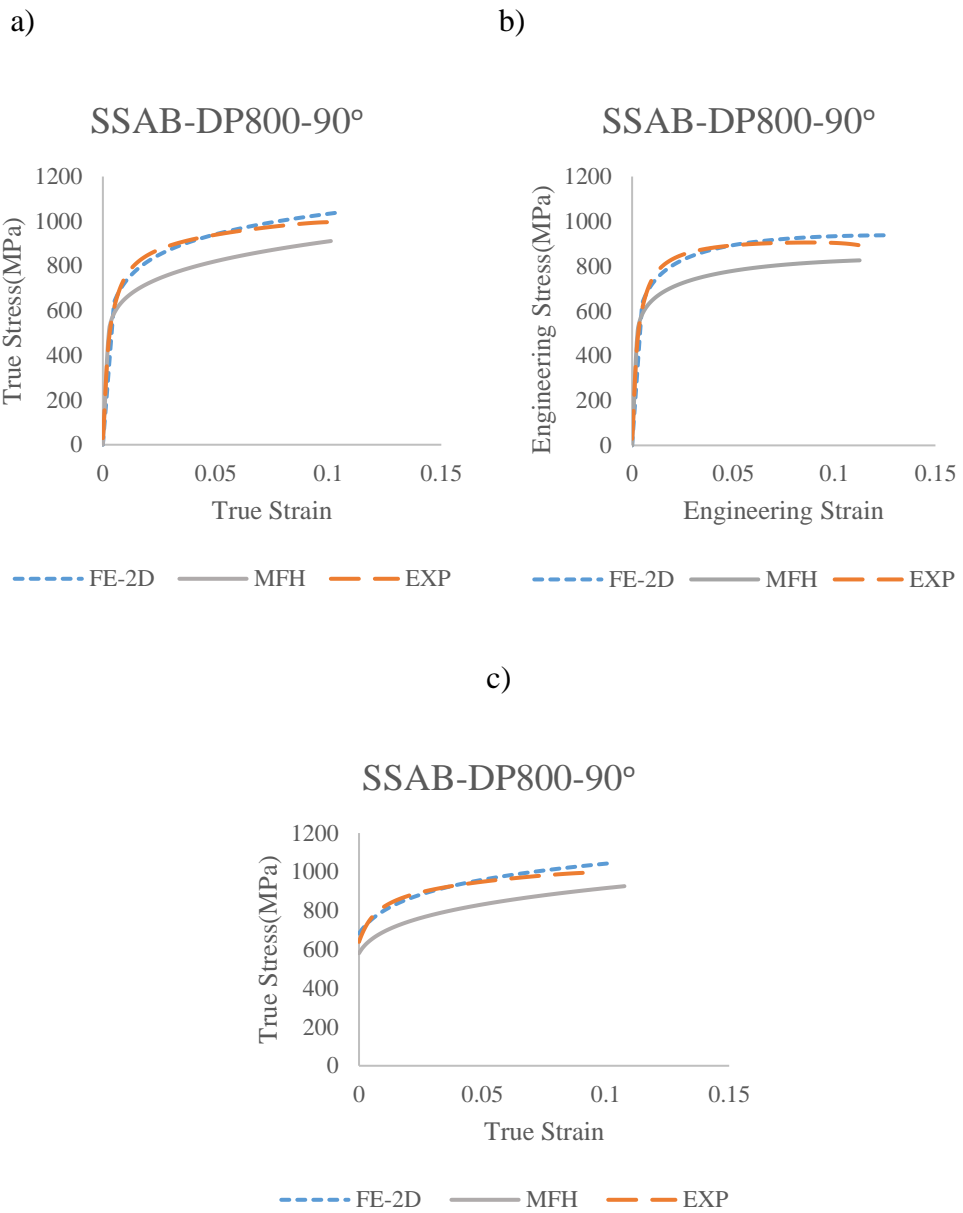 a)
SSAB-DP800-90°
True Stress(MPa)
1200
1000
800
600
400
200
0
0 0.05 0.1 0.15
True Strain
FE-2D MFH EXP
b)
SSAB-DP800-90°
Engineering Stress(MPa)
1200
1000
800
600
400
200
0
0 0.05 0.1 0.15
Engineering Strain
FE-2D MFH EXP
c)
SSAB-DP800-90°
True Stress(MPa)
1200
1000
800
600
400
200
0
0 0.05 0.1 0.15
True Strain
FE-2D MFH EXP